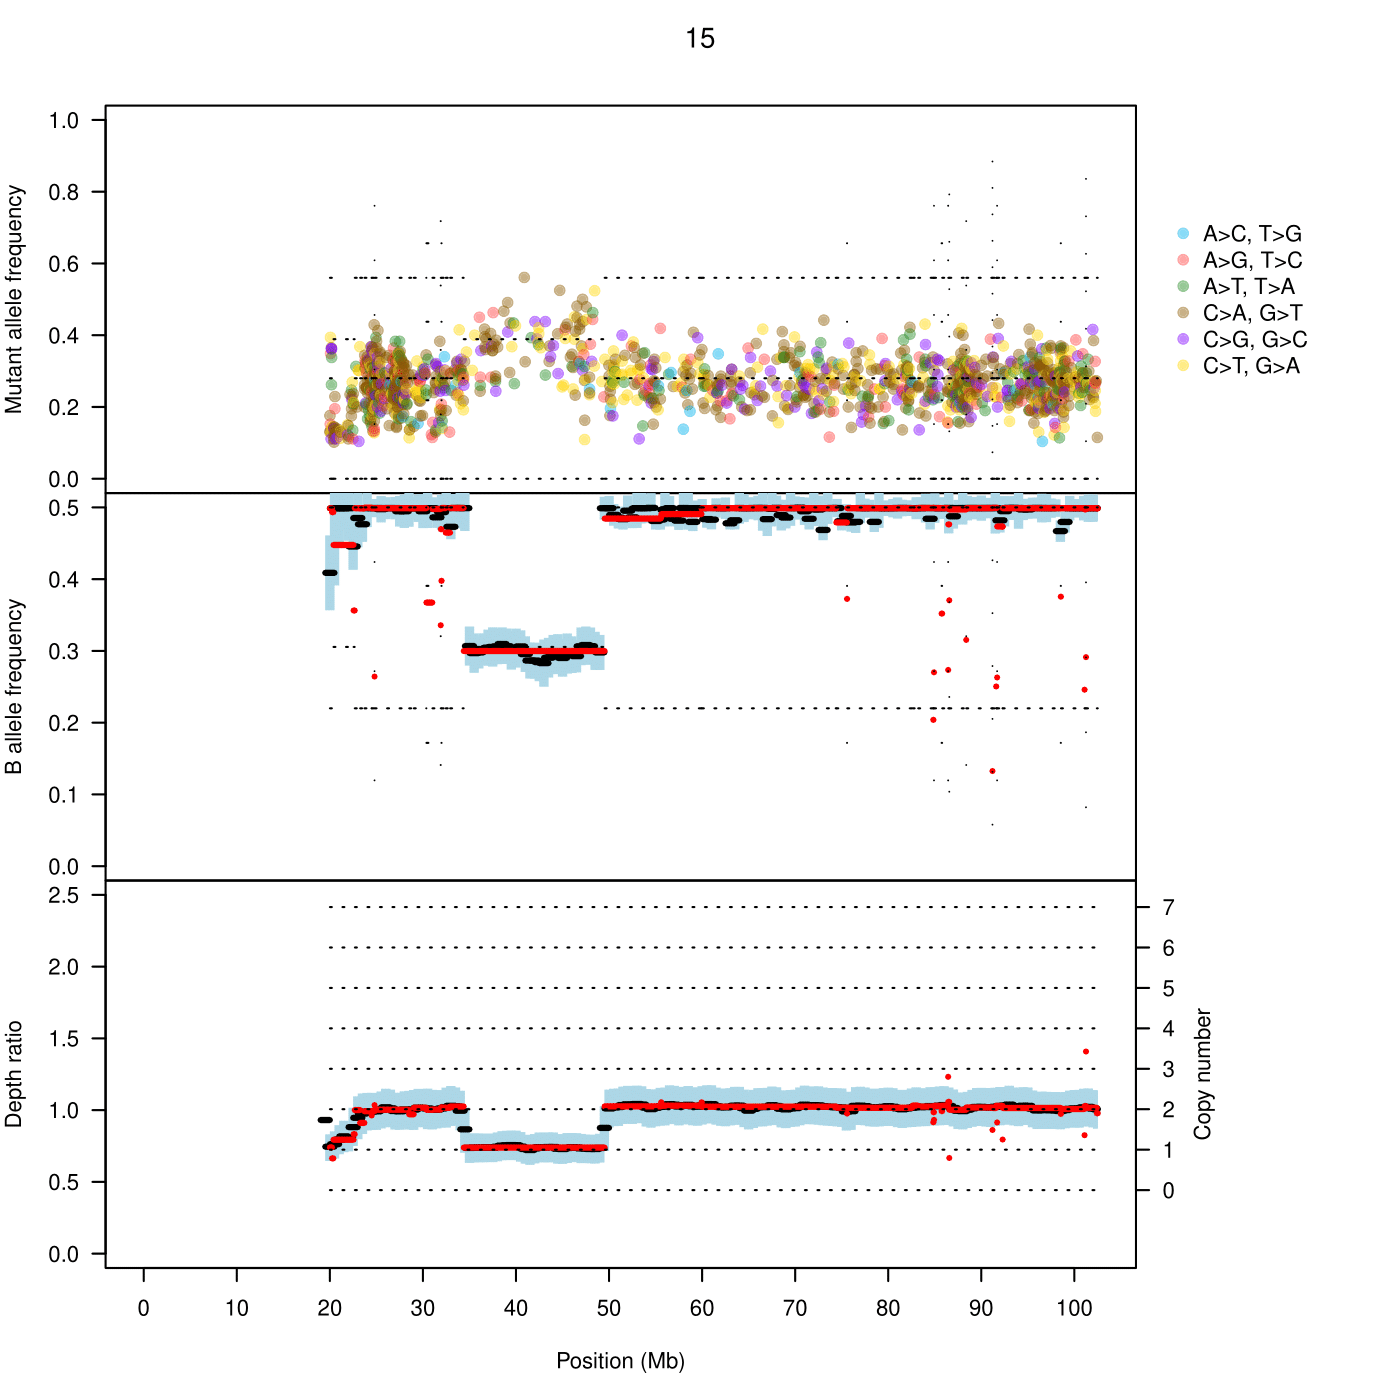 15
Mutant allele frequency
1.0
0.8
0.6
0.4
0.2
0.0
A>C, T>G
A>G, T>C
A>T, T>A
C>A, G>T
C>G, G>C
C>T, G>A
B allele frequency
0.5
0.4
0.3
0.2
0.1
0.0
Depth ratio
2.5
2.0
1.5
1.0
0.5
0.0
7
6
5
4
3
2
1
0
Copy number
0 10 20 30 40 50 60 70 80 90 100
Position (Mb)